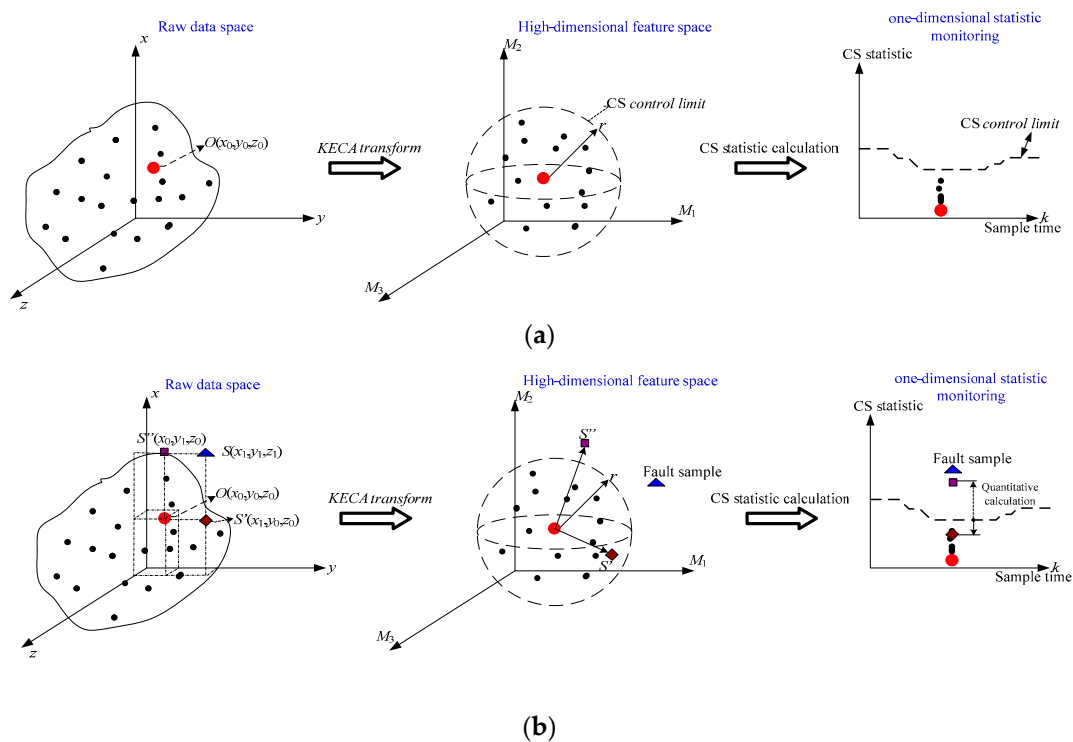 Raw data space
High-dimensional feature space
one-dimensional statistic
monitoring
x
O(x0,y0,z0)
y
z
KECA transform
M2
CS control limit
r
M1
M3
CS statistic calculation
CS statistic
CS control limit
k
Sample time
(a)
Raw data space
High-dimensional feature space
one-dimensional statistic
monitoring
x
S''(x0,y1,z0)
S(x1,y1,z1)
O(x0,y0,z0)
S'(x1,y0,z0)
y
z
KECA transform
M2
S''
r
Fault sample
S'
M1
M3
CS statistic calculation
CS statistic
Fault sample
Quantitative
calculation
k
Sample time
(b)